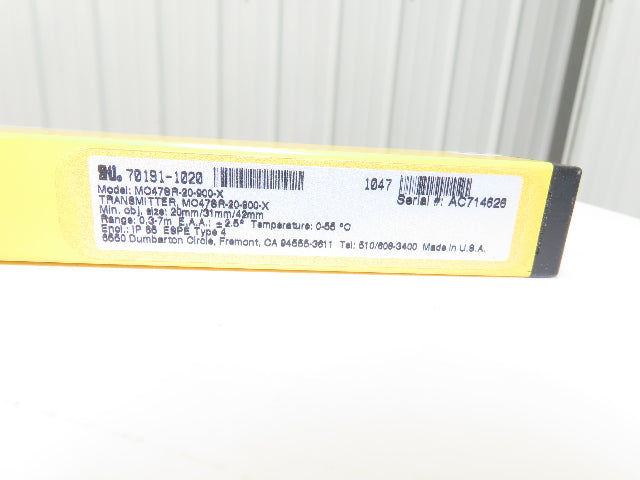 70191-1020 1047
Model: MC47SR-20-900-X Serial #: AC714626
TRANSMITTER, MC47SR-20-900-X
Min. obj. size: 20mm/31mm/42mm
Range: 0.3-7m E.A.A.: ± 2.5° Temperature: 0-55 °C
Encl.: IP 65 ESPE Type 4
6550 Dumbarton Circle, Fremont, CA 94555-3611 Tel: 510/608-3400 Made in U.S.A.